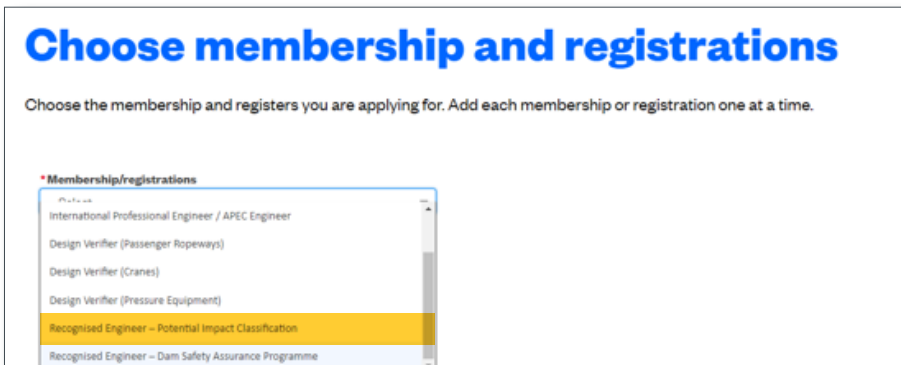 Choose membership and registrations
Choose the membership and registers you are applying for. Add each membership or registration one at a time.
*Membership/registrations
International Professional Engineer / APEC Engineer
Design Verifier (Passenger Ropeways)
Design Verifier (Cranes)
Design Verifier (Pressure Equipment)
Recognised Engineer – Potential Impact Classification
Recognised Engineer – Dam Safety Assurance Programme